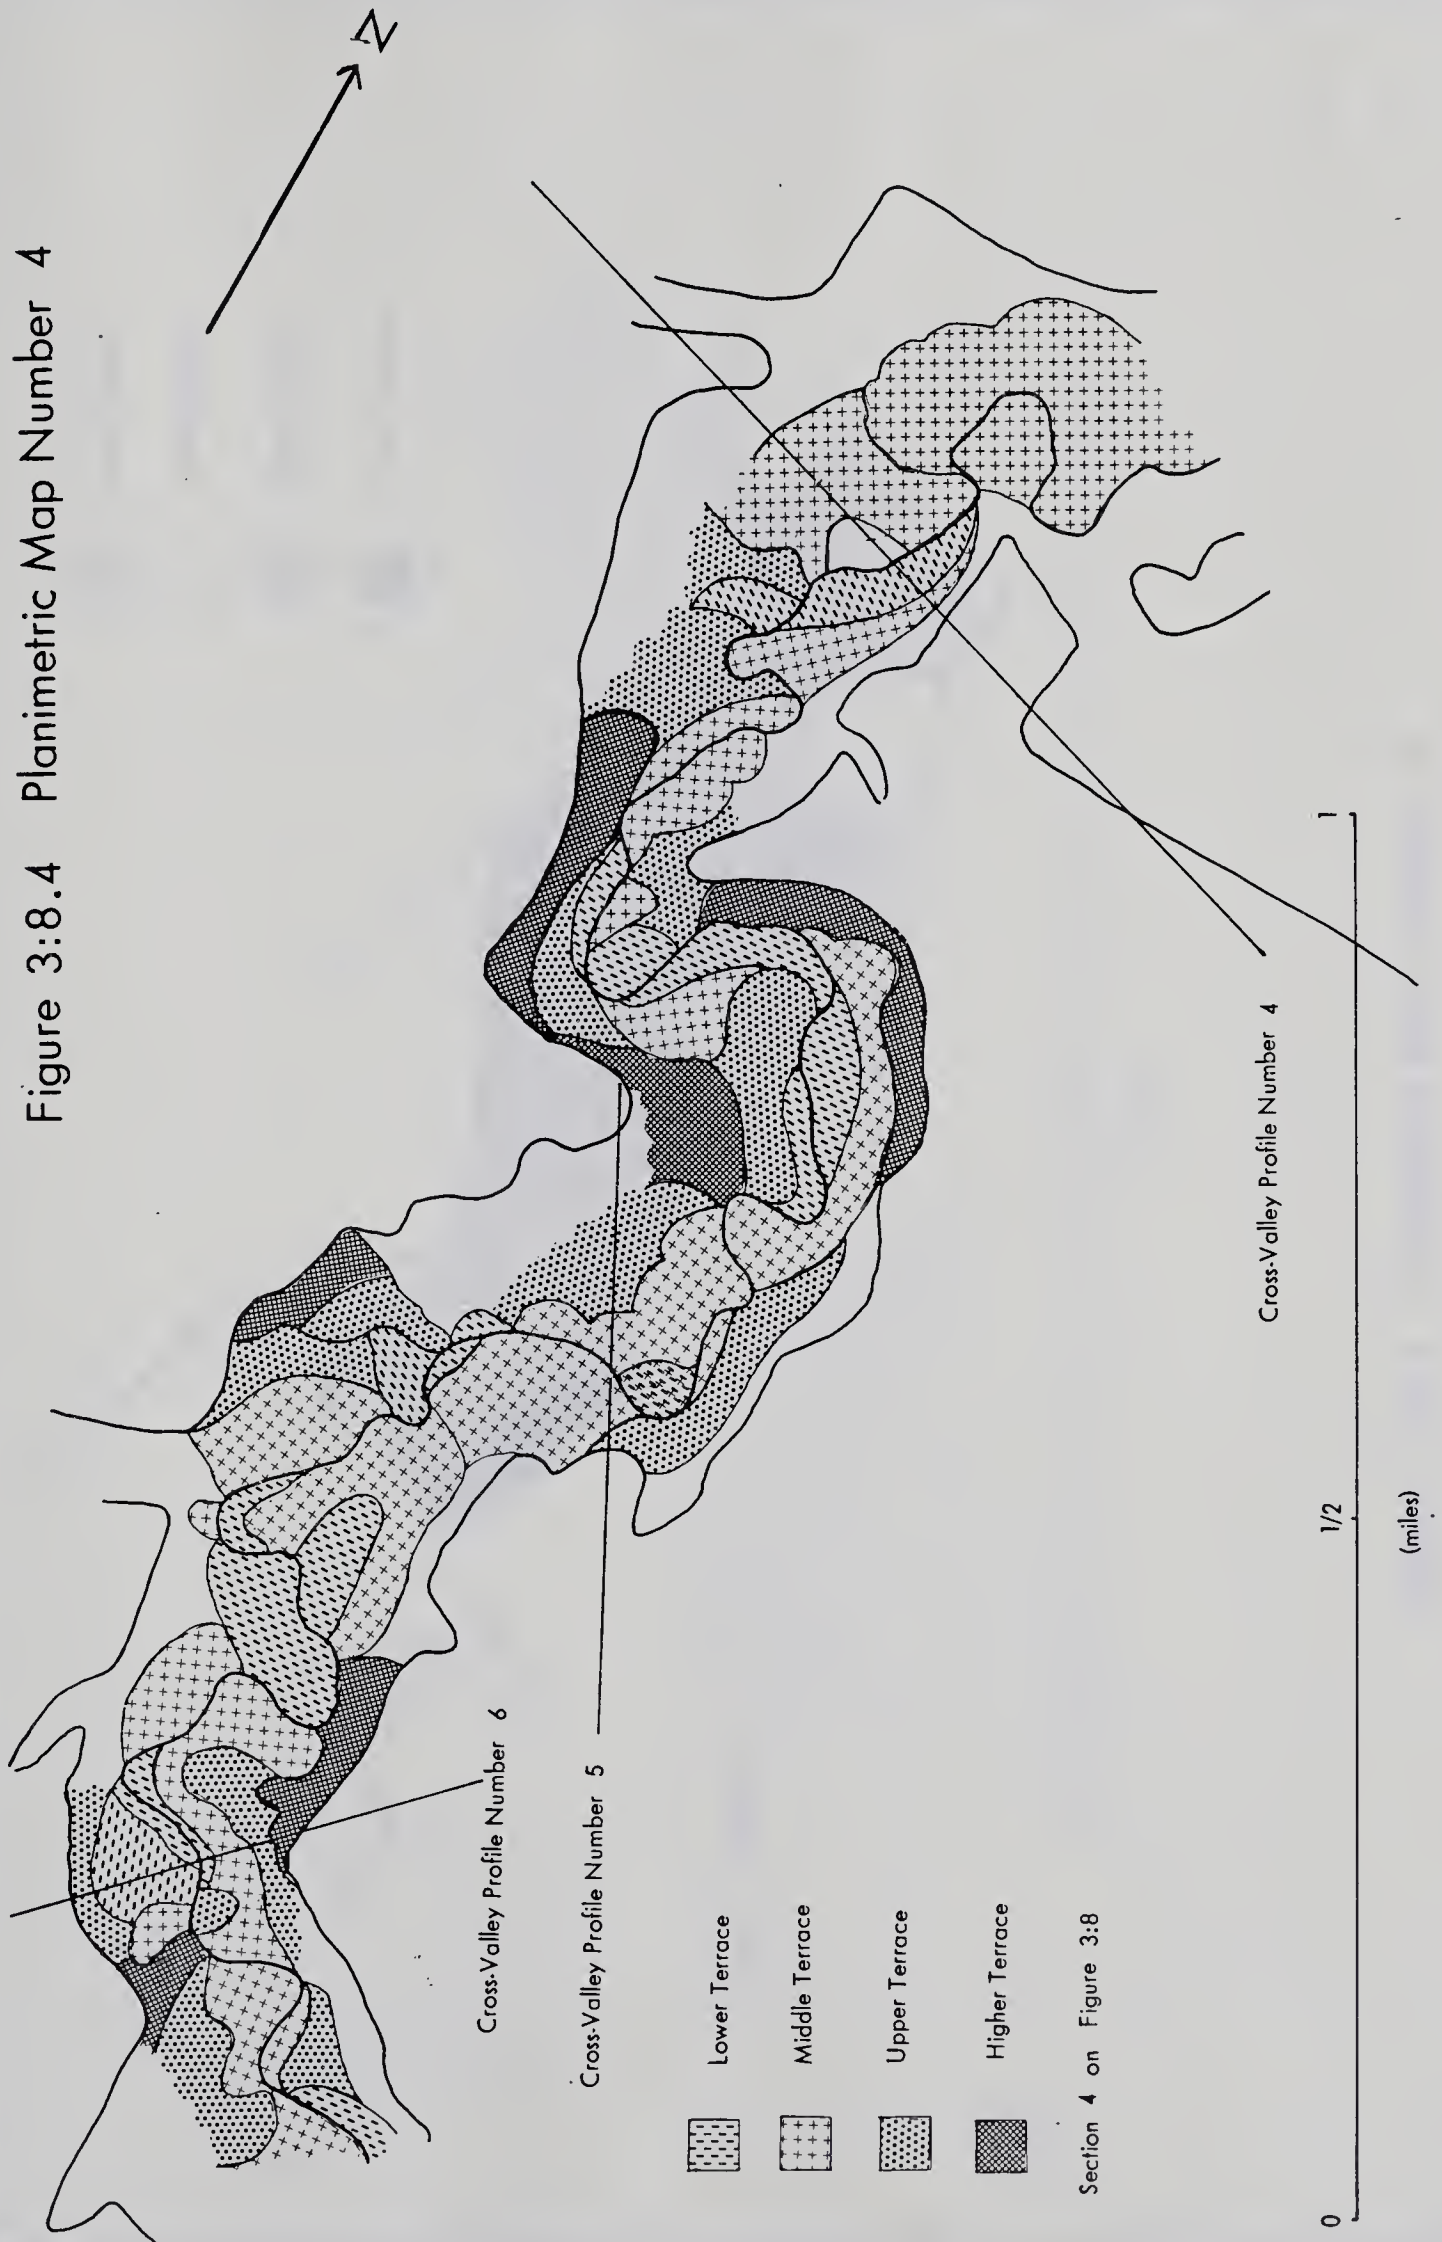 Figure 3:8.4 Planimetric Map Number 4
N
Cross-Valley Profile Number 6
Cross-Valley Profile Number 5
Cross-Valley Profile Number 4
Lower Terrace
Middle Terrace
Upper Terrace
Higher Terrace
Section 4 on Figure 3:8
0 1/2 1
(miles)